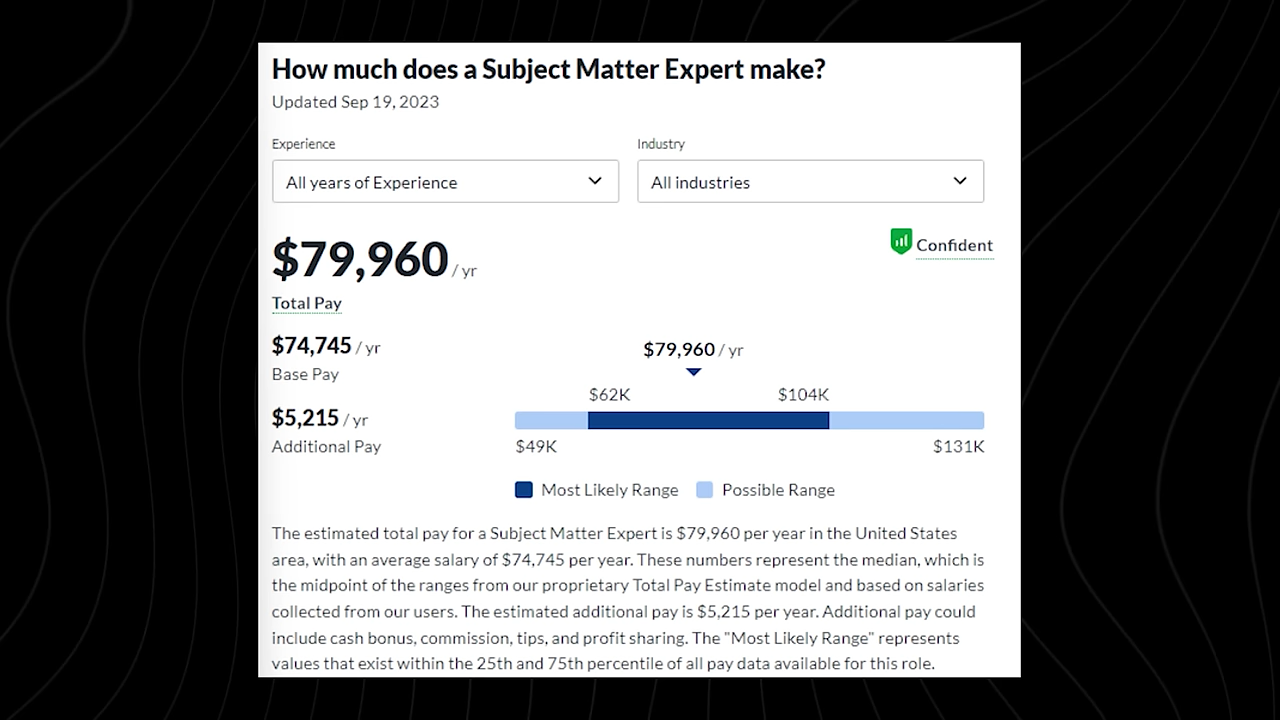 How much does a Subject Matter Expert make?
Updated Sep 19, 2023
Experience
Industry
All years of Experience
All industries
$79,960 / yr
Confident
Total Pay
$74,745 / yr
Base Pay
$79,960 / yr
$62K
$104K
$5,215 / yr
Additional Pay
$49K
$131K
Most Likely Range
Possible Range
The estimated total pay for a Subject Matter Expert is $79,960 per year in the United States
area, with an average salary of $74,745 per year. These numbers represent the median, which is
the midpoint of the ranges from our proprietary Total Pay Estimate model and based on salaries
collected from our users. The estimated additional pay is $5,215 per year. Additional pay could
include cash bonus, commission, tips, and profit sharing. The "Most Likely Range" represents
values that exist within the 25th and 75th percentile of all pay data available for this role.